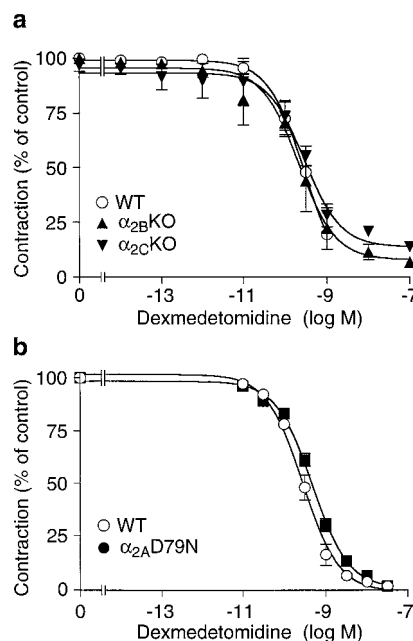 a
Contraction (% of control)
100
75
50
25
0
WT
α2BKO
α2CKO
0 -13 -11 -9 -7
Dexmedetomidine (log M)
b
Contraction (% of control)
100
75
50
25
0
WT
α2AD79N
0 -13 -11 -9 -7
Dexmedetomidine (log M)